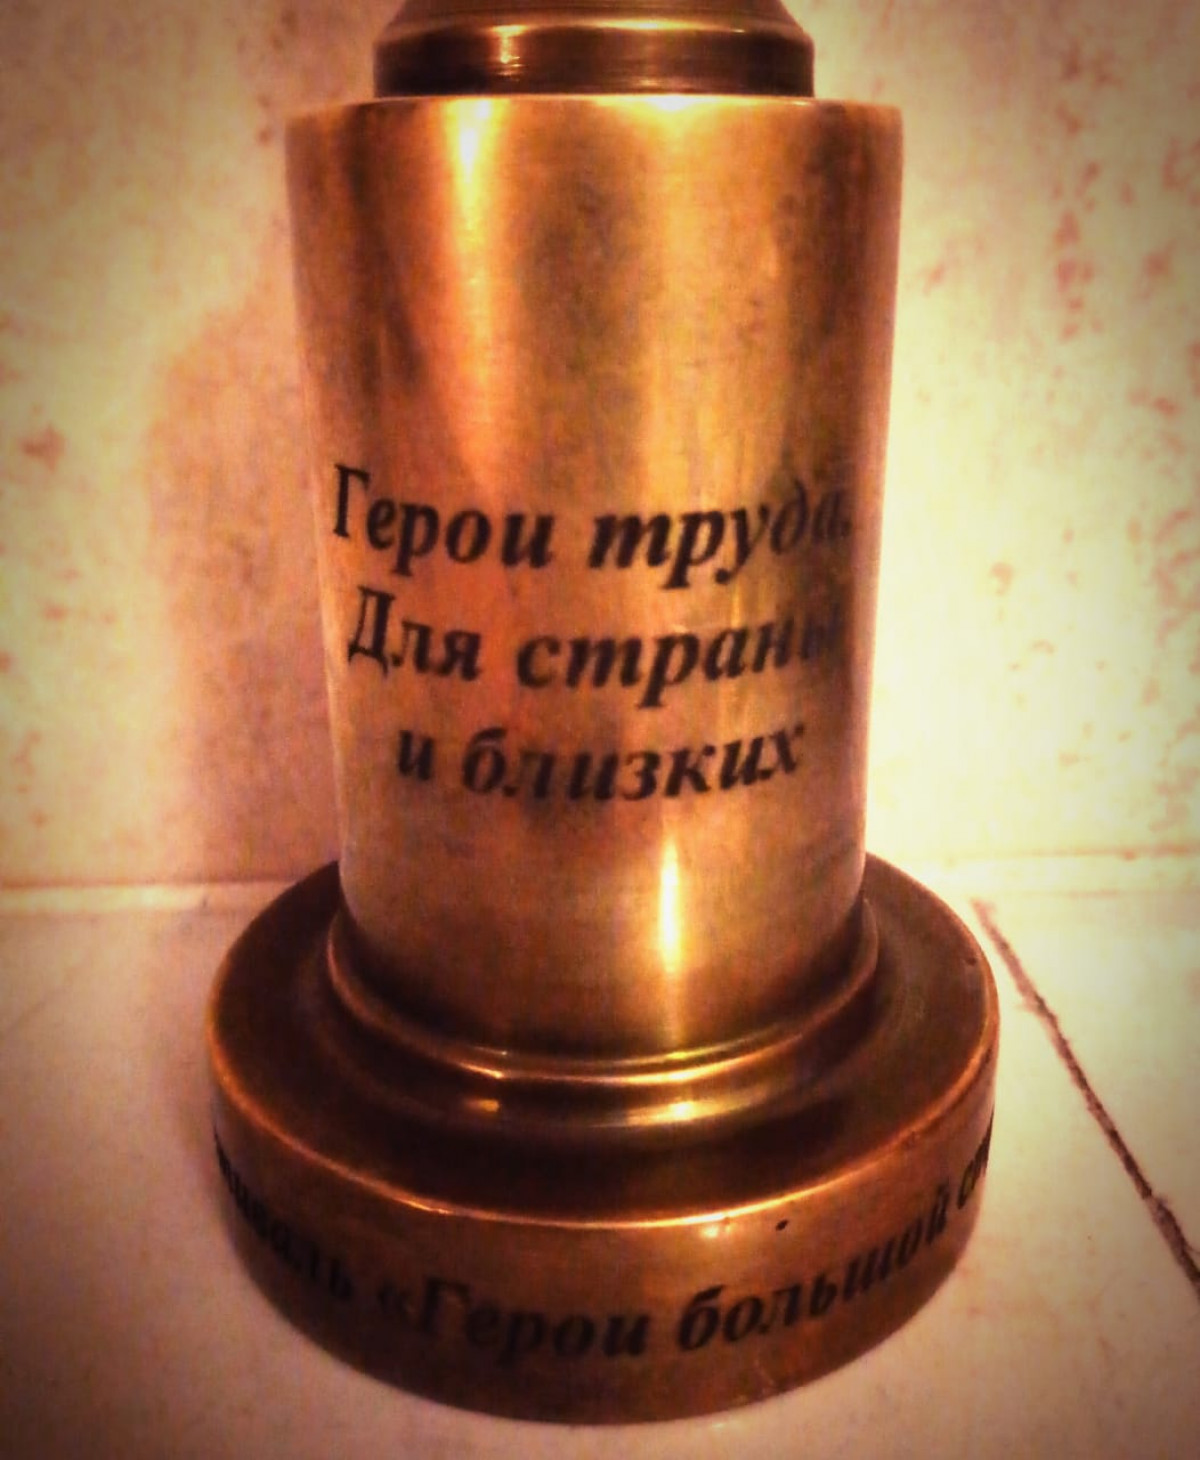 Герои труда.
Для страны
и близких
«Герои большой